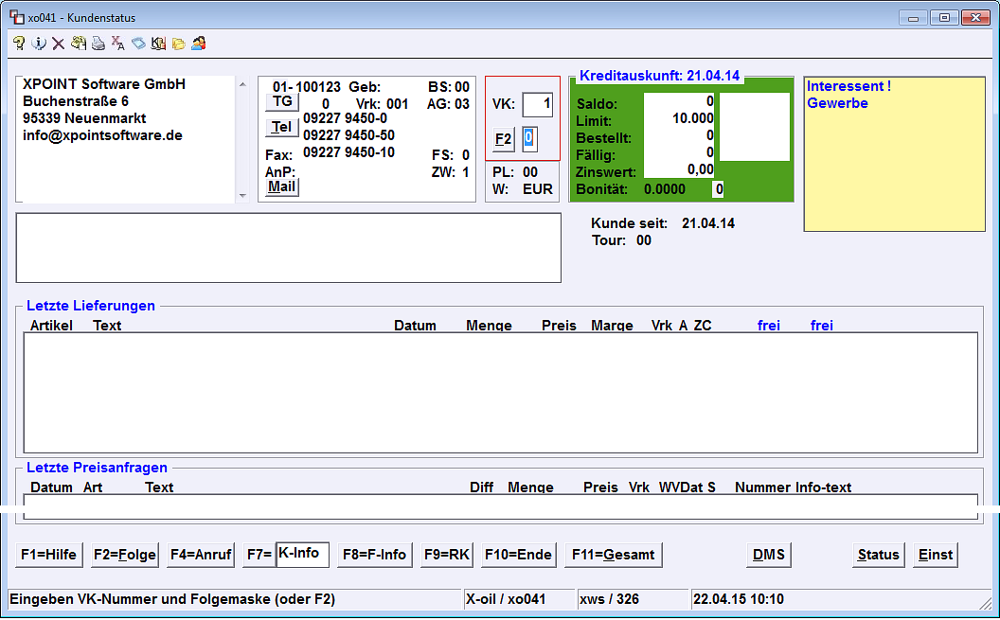 xo041 - Kundenstatus
XPOINT Software GmbH
Buchenstraße 6
95339 Neuenmarkt
info@xpointsoftware.de
01- 100123 Geb: BS: 00
TG 0 Vrk: 001 AG: 03
Tel 09227 9450-0
09227 9450-50
Fax: 09227 9450-10 FS: 0
AnP: ZW: 1
Mail
VK: 1
F2 0
PL: 00
W: EUR
Kreditauskunft: 21.04.14
Saldo: 0
Limit: 10.000
Bestellt: 0
Fällig: 0
Zinswert: 0,00
Bonität: 0.0000 0
Interessent !
Gewerbe
Kunde seit: 21.04.14
Tour: 00
Letzte Lieferungen
Artikel Text Datum Menge Preis Marge Vrk A ZC frei frei
Letzte Preisanfragen
Datum Art Text Diff Menge Preis Vrk WVDat S Nummer Info-text
F1=Hilfe F2=Folge F4=Anruf F7= K-Info F8=F-Info F9=RK F10=Ende F11=Gesamt DMS Status Einst
Eingeben VK-Nummer und Folgemaske (oder F2) X-oil / xo041 xws / 326 22.04.15 10:10